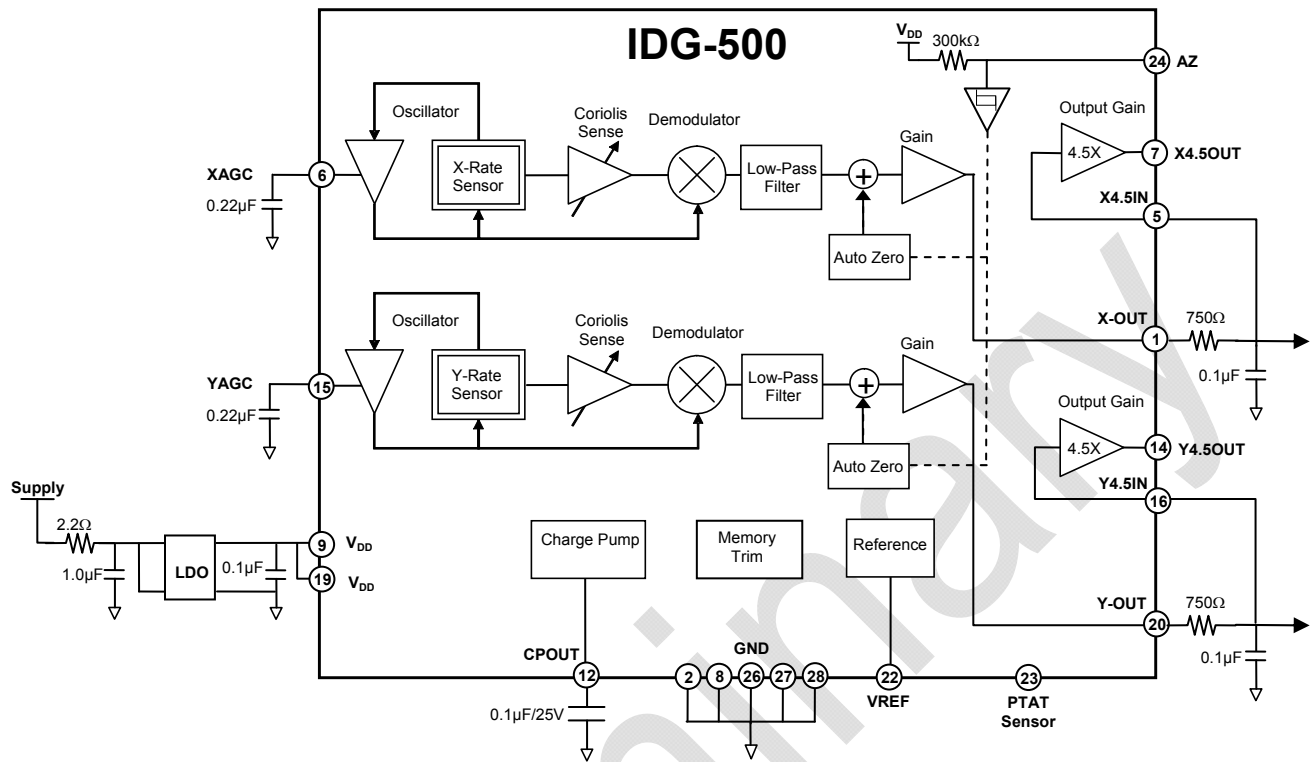 IDG-500
VDD
300kΩ
24
AZ
Oscillator
Coriolis
Sense
Demodulator
Gain
Output Gain
4.5X
7
X4.5OUT
XAGC
6
X-Rate
Sensor
Low-Pass
Filter
+
X4.5IN
5
0.22µF
Auto Zero
Oscillator
Coriolis
Sense
Demodulator
Gain
X-OUT
1
750Ω
0.1µF
YAGC
15
Y-Rate
Sensor
Low-Pass
Filter
+
0.22µF
Output Gain
4.5X
14
Y4.5OUT
Auto Zero
Y4.5IN
16
Supply
2.2Ω
1.0µF
LDO
0.1µF
9
VDD
19
VDD
Charge Pump
Memory
Trim
Reference
Y-OUT
20
750Ω
0.1µF
CPOUT
12
GND
2
8
26
27
28
22
VREF
23
PTAT
Sensor
0.1µF/25V
inary